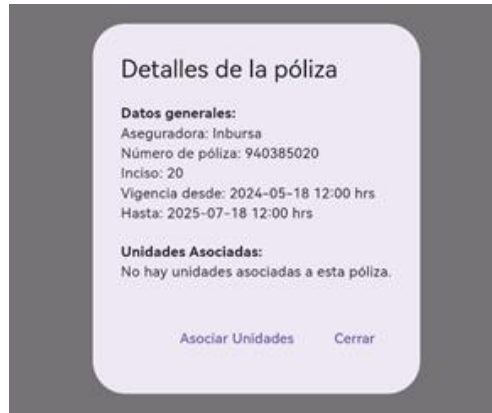 Detalles de la póliza
Datos generales:
Aseguradora: Inbursa
Número de póliza: 940385020
Inciso: 20
Vigencia desde: 2024-05-18 12:00 hrs
Hasta: 2025-07-18 12:00 hrs
Unidades Asociadas:
No hay unidades asociadas a esta póliza.
Asociar Unidades Cerrar